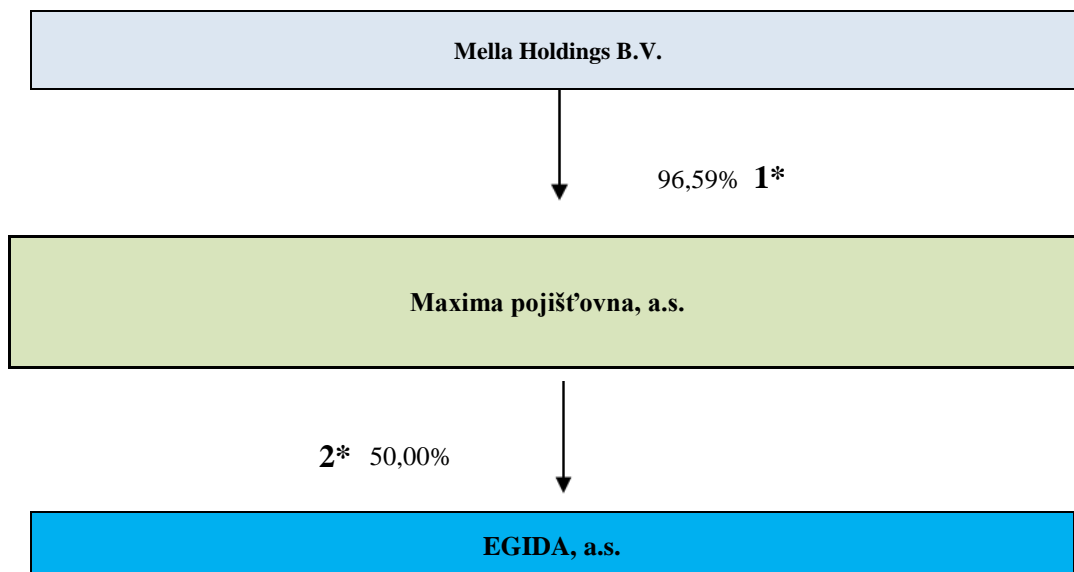 Mella Holdings B.V.
96,59% 1*
Maxima pojišťovna, a.s.
2* 50,00%
EGIDA, a.s.